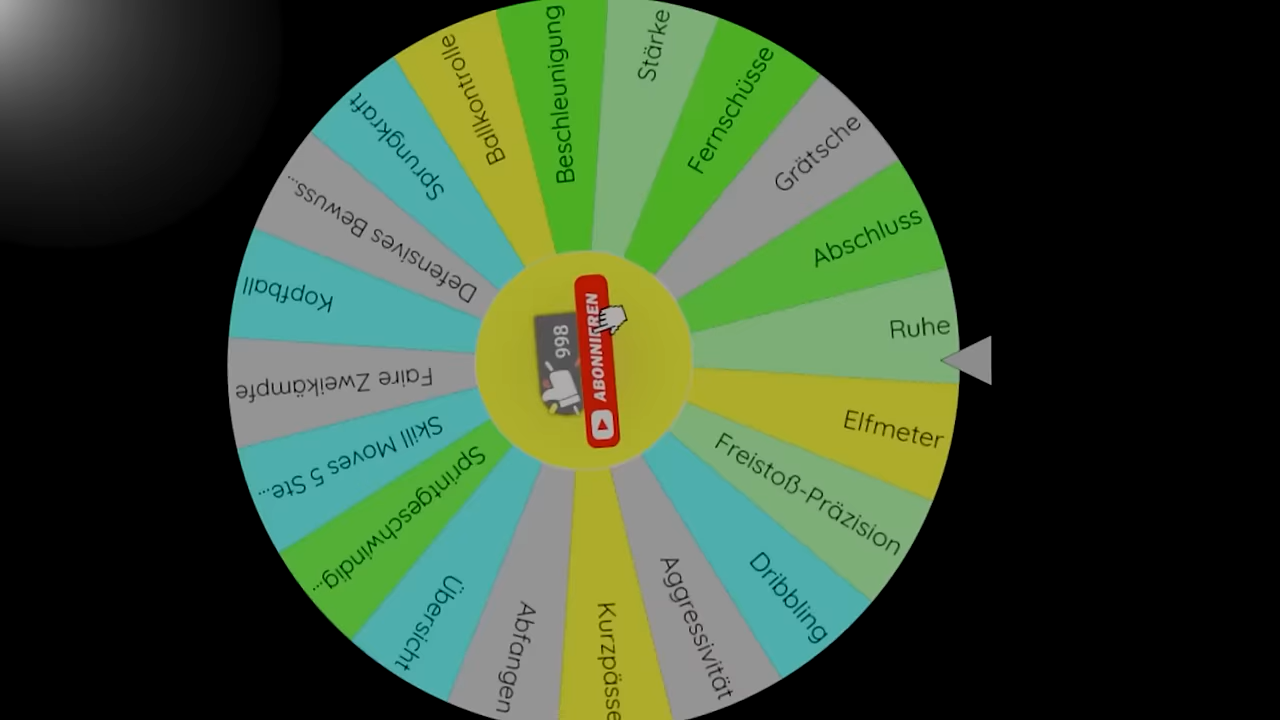 Beschleunigung
Stärke
Fernschüsse
Grätsche
Abschluss
Ruhe
Elfmeter
Freistoß-Präzision
Dribbling
Aggressivität
Kurzpässe
Abfangen
Übersicht
Sprintgeschwindig...
Skill Moves 5 Ste...
Faire Zweikämpfe
Kopfball
Defensives Bewuss...
Sprungkraft
Ballkontrolle
998
ABONNIEREN